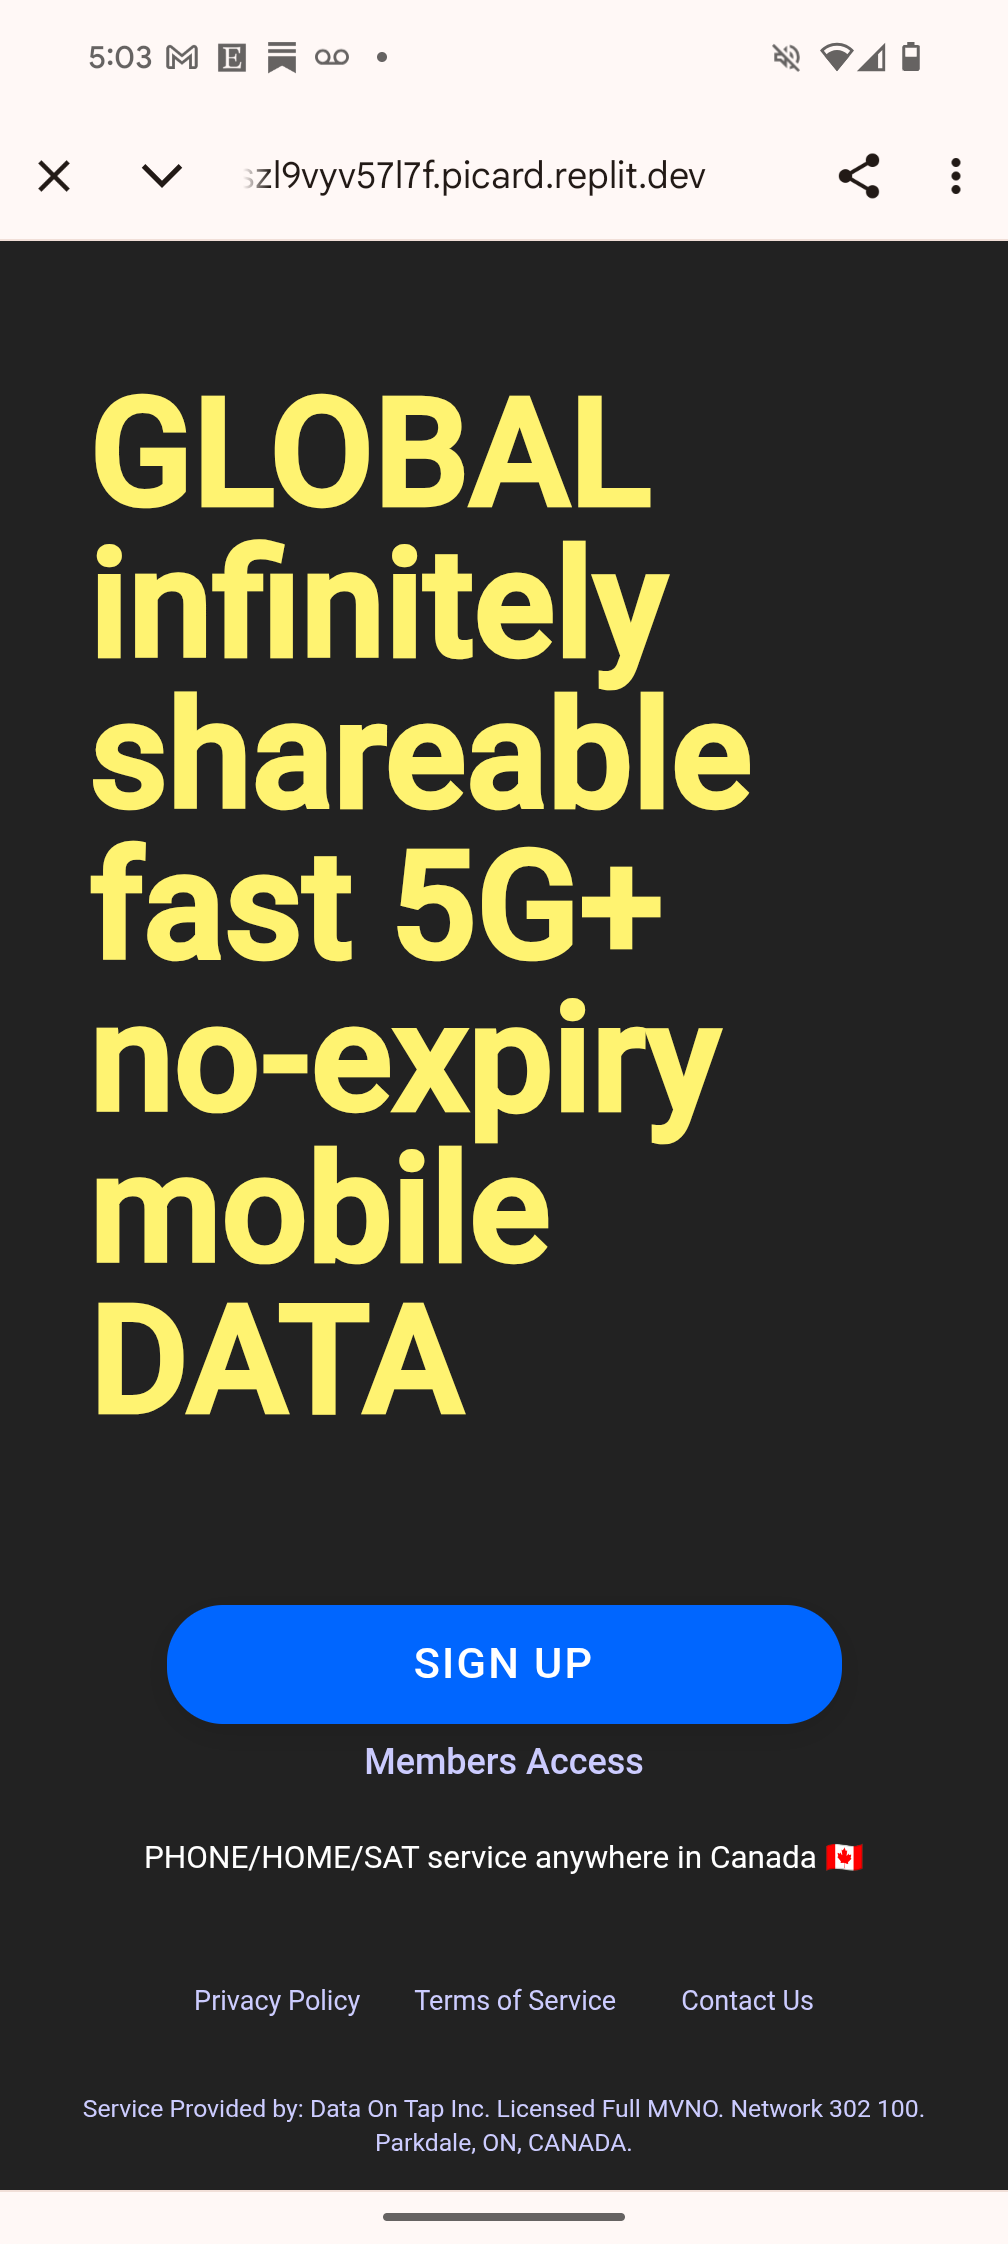 5:03
szl9vyv57l7f.picard.replit.dev
GLOBAL
infinitely
shareable
fast 5G+
no-expiry
mobile
DATA
SIGN UP
Members Access
PHONE/HOME/SAT service anywhere in Canada 🇨🇦
Privacy Policy Terms of Service Contact Us
Service Provided by: Data On Tap Inc. Licensed Full MVNO. Network 302 100.
Parkdale, ON, CANADA.